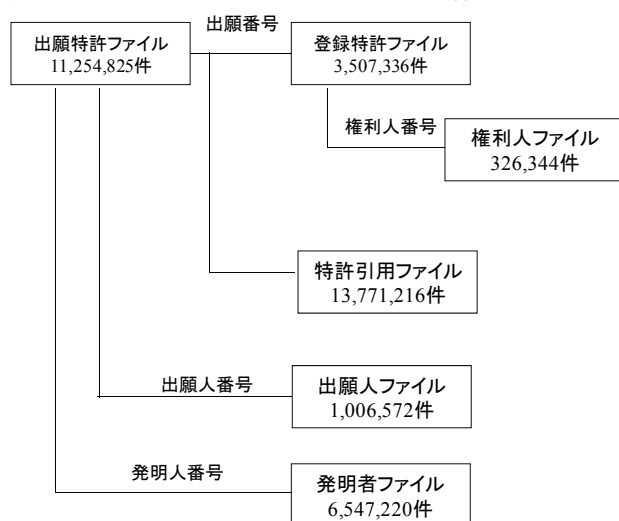 出願番号
出願特許ファイル
11,254,825件
登録特許ファイル
3,507,336件
権利人番号
権利人ファイル
326,344件
特許引用ファイル
13,771,216件
出願人番号
出願人ファイル
1,006,572件
発明人番号
発明者ファイル
6,547,220件